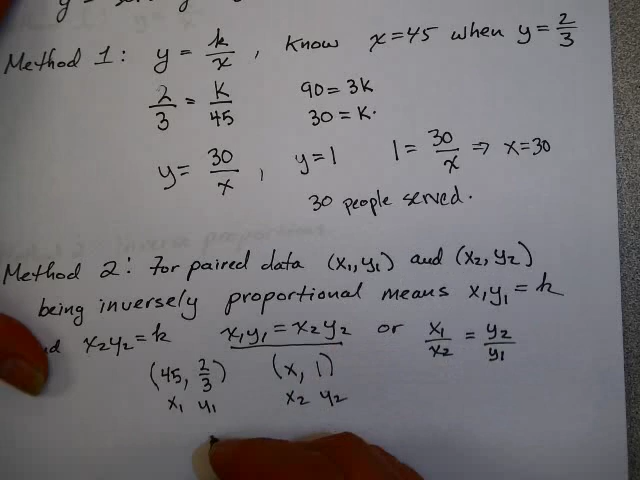 y =
Method 1: y = k/x, know x=45 when y = 2/3
2/3 = K/45 90=3K
30=K.
y= 30/x, y=1 1= 30/x ⇒ x=30
30 people served.
Method 2: For paired data (x₁,y₁) and (x₂,y₂)
being inversely proportional means x₁y₁=k
x₂y₂=k x₁y₁=x₂y₂ or x₁/x₂ = y₂/y₁
(45, 2/3) (x, 1)
x₁ y₁ x₂ y₂